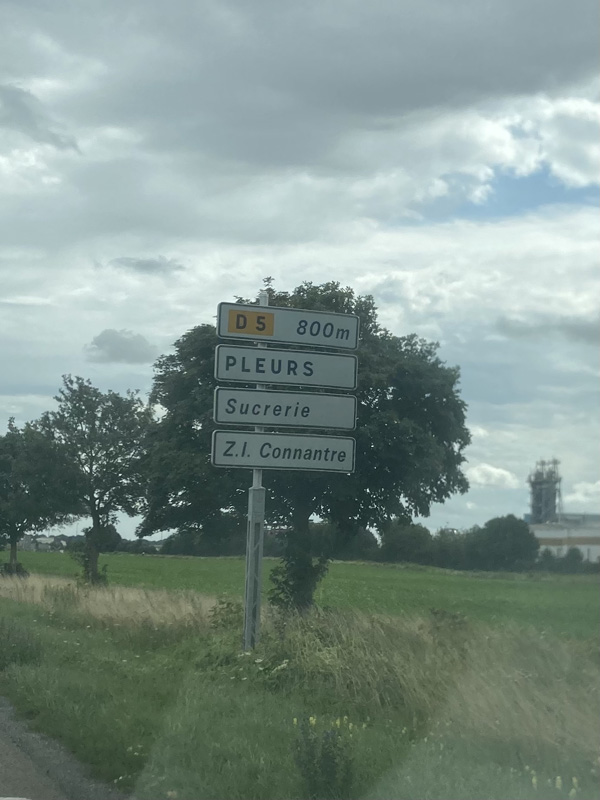 D 5 800m
PLEURS
Sucrerie
Z.I. Connantre